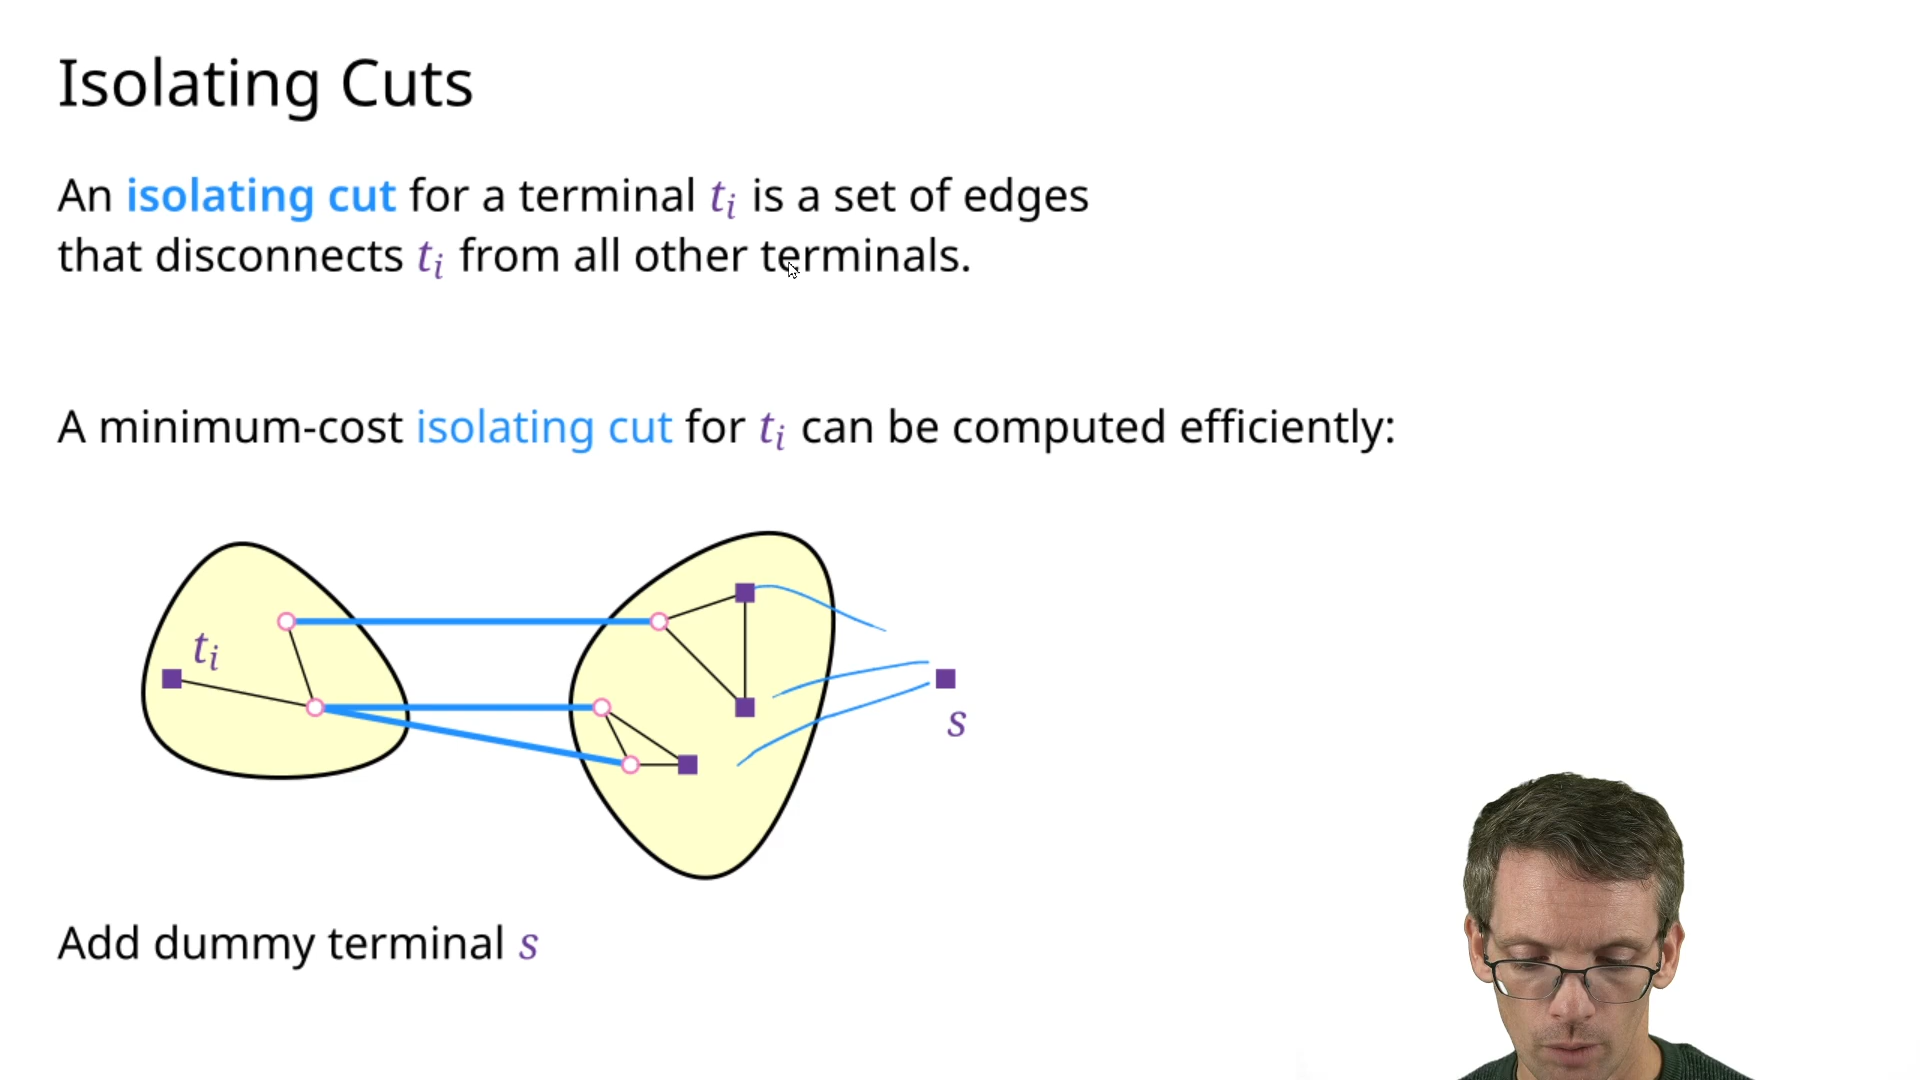 Isolating Cuts
An isolating cut for a terminal tᵢ is a set of edges
that disconnects tᵢ from all other terminals.
A minimum-cost isolating cut for tᵢ can be computed efficiently:
tᵢ
s
Add dummy terminal s